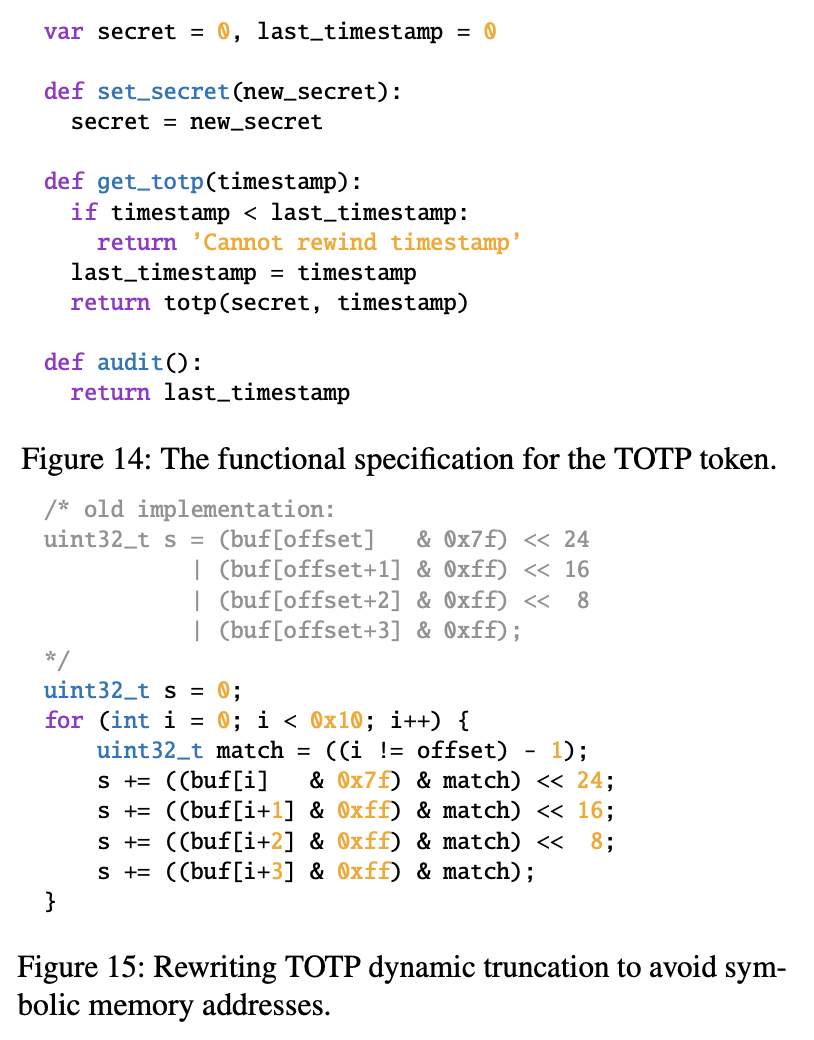 var secret = 0, last_timestamp = 0
def set_secret(new_secret):
  secret = new_secret
def get_totp(timestamp):
  if timestamp < last_timestamp:
    return ’Cannot rewind timestamp’
  last_timestamp = timestamp
  return totp(secret, timestamp)
def audit():
  return last_timestamp
Figure 14: The functional specification for the TOTP token.
/* old implementation:
uint32_t s = (buf[offset]   & 0x7f) << 24
           | (buf[offset+1] & 0xff) << 16
           | (buf[offset+2] & 0xff) <<  8
           | (buf[offset+3] & 0xff);
*/
uint32_t s = 0;
for (int i = 0; i < 0x10; i++) {
    uint32_t match = ((i != offset) - 1);
    s += ((buf[i]   & 0x7f) & match) << 24;
    s += ((buf[i+1] & 0xff) & match) << 16;
    s += ((buf[i+2] & 0xff) & match) <<  8;
    s += ((buf[i+3] & 0xff) & match);
}
Figure 15: Rewriting TOTP dynamic truncation to avoid sym-
bolic memory addresses.